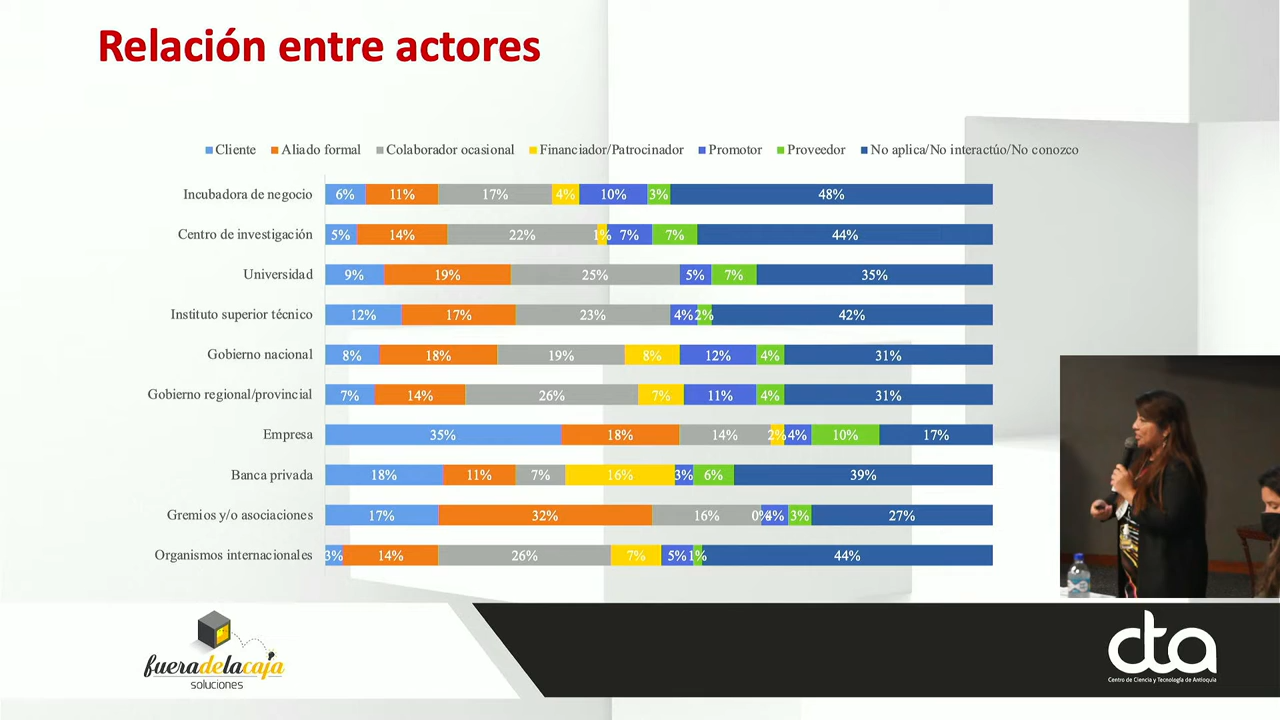 Relación entre actores
Cliente Aliado formal Colaborador ocasional Financiador/Patrocinador Promotor Proveedor No aplica/No interactúo/No conozco
Incubadora de negocio 6% 11% 17% 4% 10% 3% 48%
Centro de investigación 5% 14% 22% 1% 7% 7% 44%
Universidad 9% 19% 25% 5% 7% 35%
Instituto superior técnico 12% 17% 23% 4% 2% 42%
Gobierno nacional 8% 18% 19% 8% 12% 4% 31%
Gobierno regional/provincial 7% 14% 26% 7% 11% 4% 31%
Empresa 35% 18% 14% 2% 4% 10% 17%
Banca privada 18% 11% 7% 16% 3% 6% 39%
Gremios y/o asociaciones 17% 32% 16% 0% 4% 3% 27%
Organismos internacionales 3% 14% 26% 7% 5% 1% 44%
fueradelacaja
soluciones
cta
Centro de Ciencia y Tecnología de Antioquia